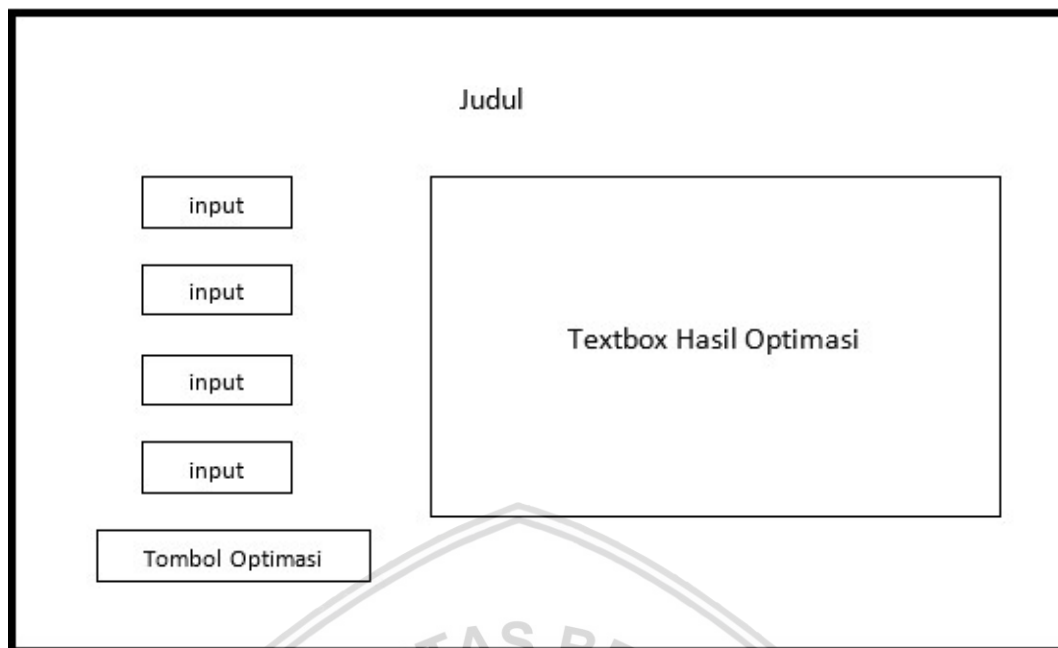 Judul
input
input
input
input
Textbox Hasil Optimasi
Tombol Optimasi